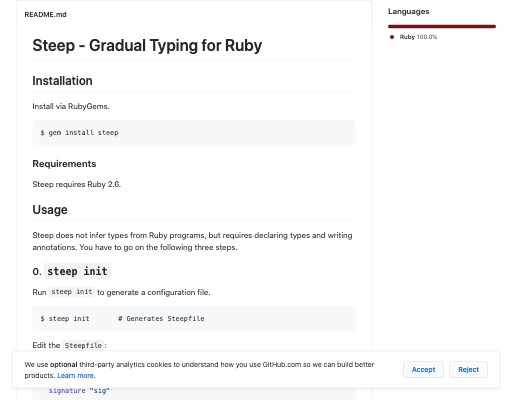 README.md
Languages
Ruby 100.0%
Steep - Gradual Typing for Ruby
Installation
Install via RubyGems.
$ gem install steep
Requirements
Steep requires Ruby 2.6.
Usage
Steep does not infer types from Ruby programs, but requires declaring types and writing
annotations. You have to go on the following three steps.
0. steep init
Run steep init to generate a configuration file.
$ steep init       # Generates Steepfile
Edit the Steepfile:
We use optional third-party analytics cookies to understand how you use GitHub.com so we can build better
products. Learn more.
Accept
Reject
signature "sig"